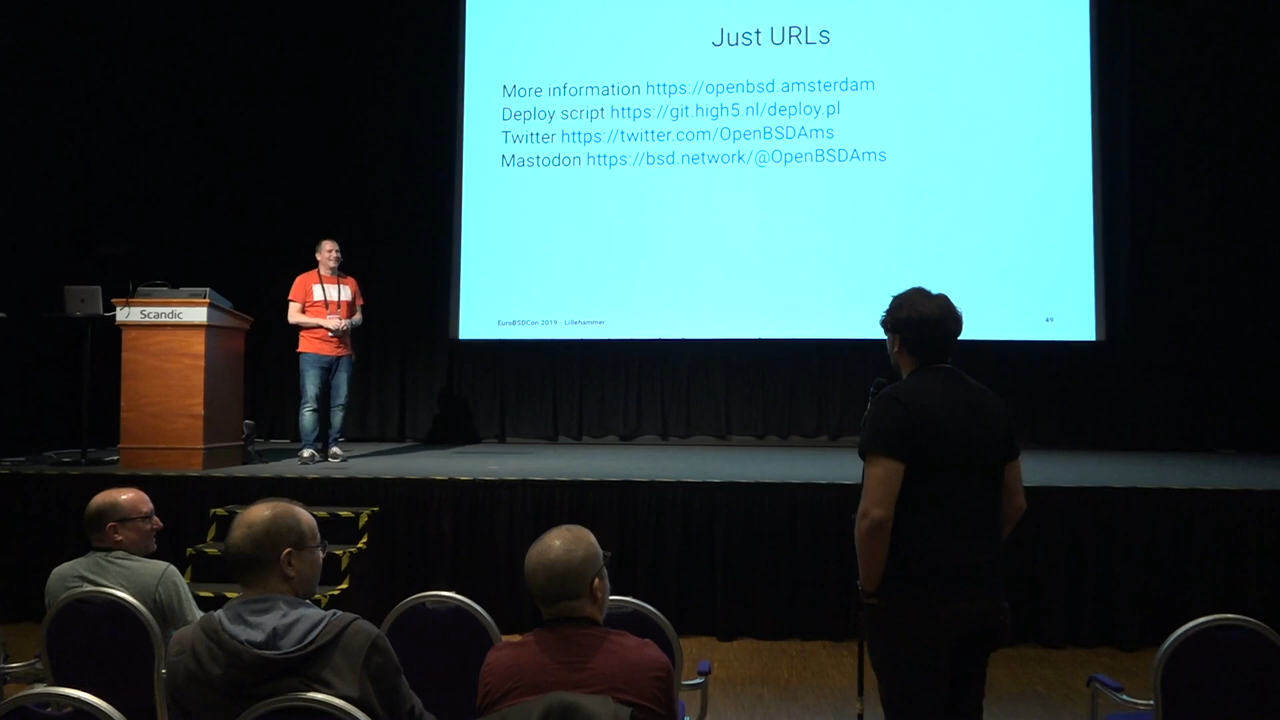 Just URLs
More information https://openbsd.amsterdam
Deploy script https://git.high5.nl/deploy.pl
Twitter https://twitter.com/OpenBSDAms
Mastodon https://bsd.network/@OpenBSDAms
EuroBSDCon 2019 Lillehammer
49
Scandic